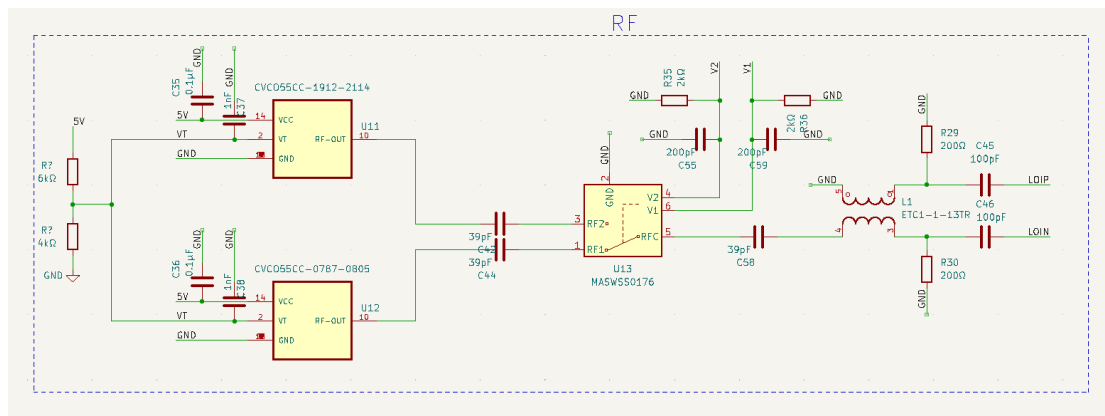 RF
GND
GND
C35
0.1µF
1nF
C37
CVCO55CC-1912-2114
5V
14
VCC
U11
VT
2
VT
RF-OUT
10
GND
GND
5V
R?
6kΩ
R?
4kΩ
GND
GND
GND
C36
0.1µF
1nF
C38
CVCO55CC-0787-0805
5V
14
VCC
U12
VT
2
VT
RF-OUT
10
GND
GND
39pF
C42
39pF
C44
GND
2
GND
3
RF2
1
RF1
V2
4
V1
6
RFC
5
U13
MASWSS0176
R35
2kΩ
GND
V2
V1
GND
2kΩ
R36
GND
200pF
C55
GND
200pF
C59
39pF
C58
GND
5
1
4
3
L1
ETC1-1-13TR
GND
R29
200Ω
C45
100pF
LOIP
C46
100pF
LOIN
R30
200Ω
GND